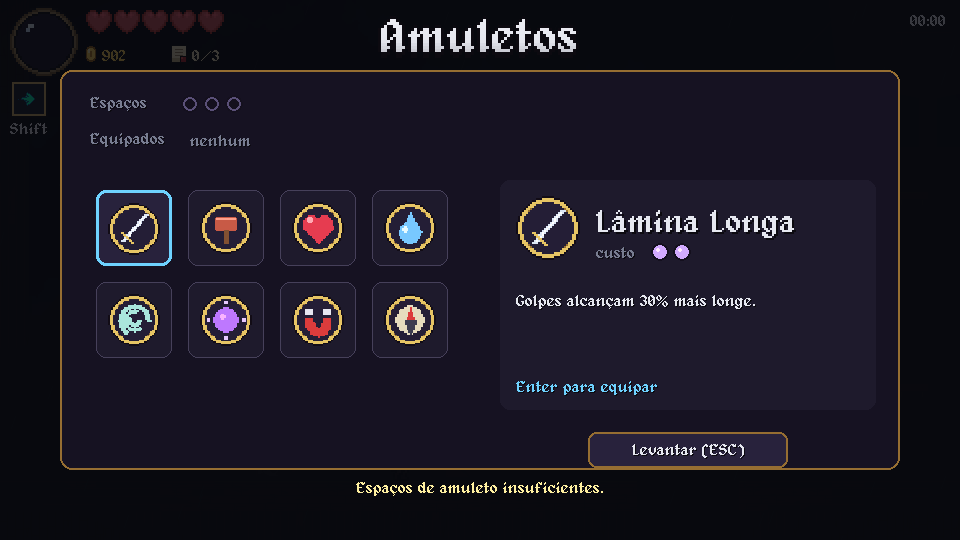 Amuletos
00:00
902
0/3
Shift
Espaços
Equipados nenhum
Lâmina Longa
custo
Golpes alcançam 30% mais longe.
Enter para equipar
Levantar (ESC)
Espaços de amuleto insuficientes.